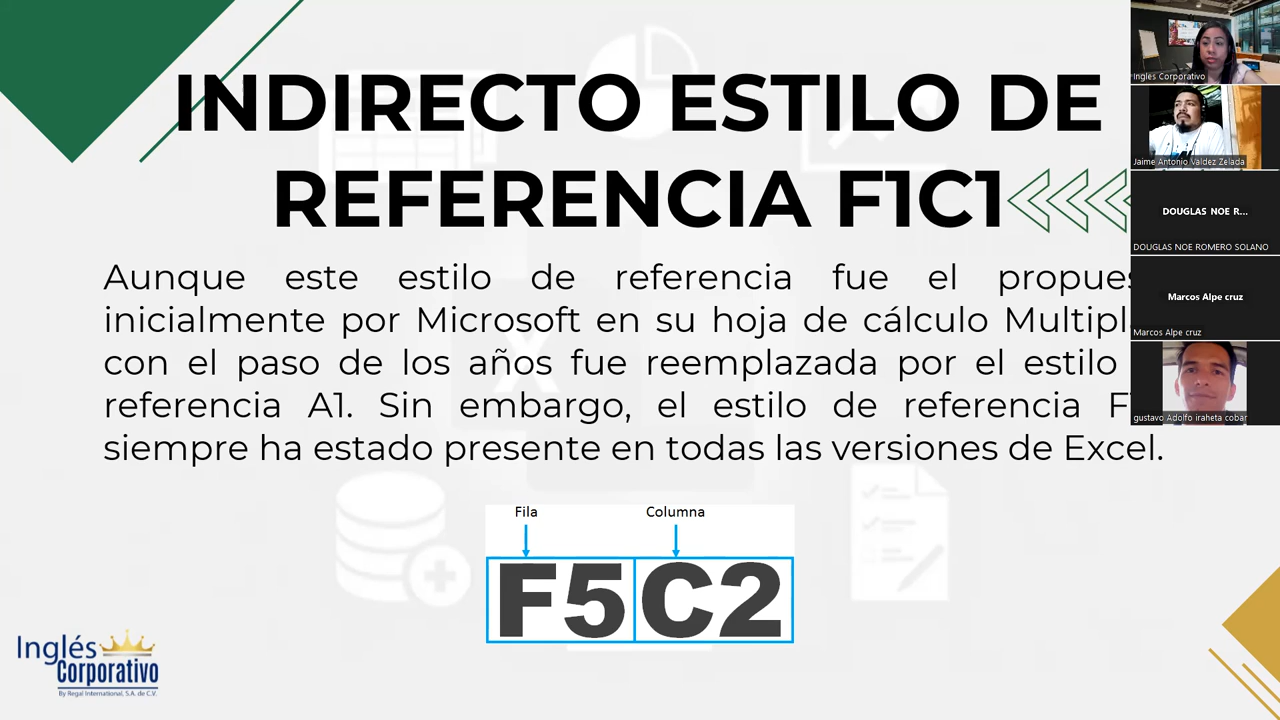 INDIRECTO ESTILO DE
REFERENCIA F1C1
Aunque este estilo de referencia fue el
inicialmente por Microsoft en su hoja de cálculo
con el paso de los años fue reemplazada por el estilo
referencia A1. Sin embargo, el estilo de referencia
siempre ha estado presente en todas las versiones de Excel.
Fila Columna
F5C2
Inglés
Corporativo
By Regal International, S.A. de C.V.
Inglés Corporativo
Jaime Antonio Valdez Zelada
DOUGLAS NOE R...
DOUGLAS NOE ROMERO SOLANO
Marcos Alpe cruz
Marcos Alpe cruz
gustavo Adolfo iraheta cobar